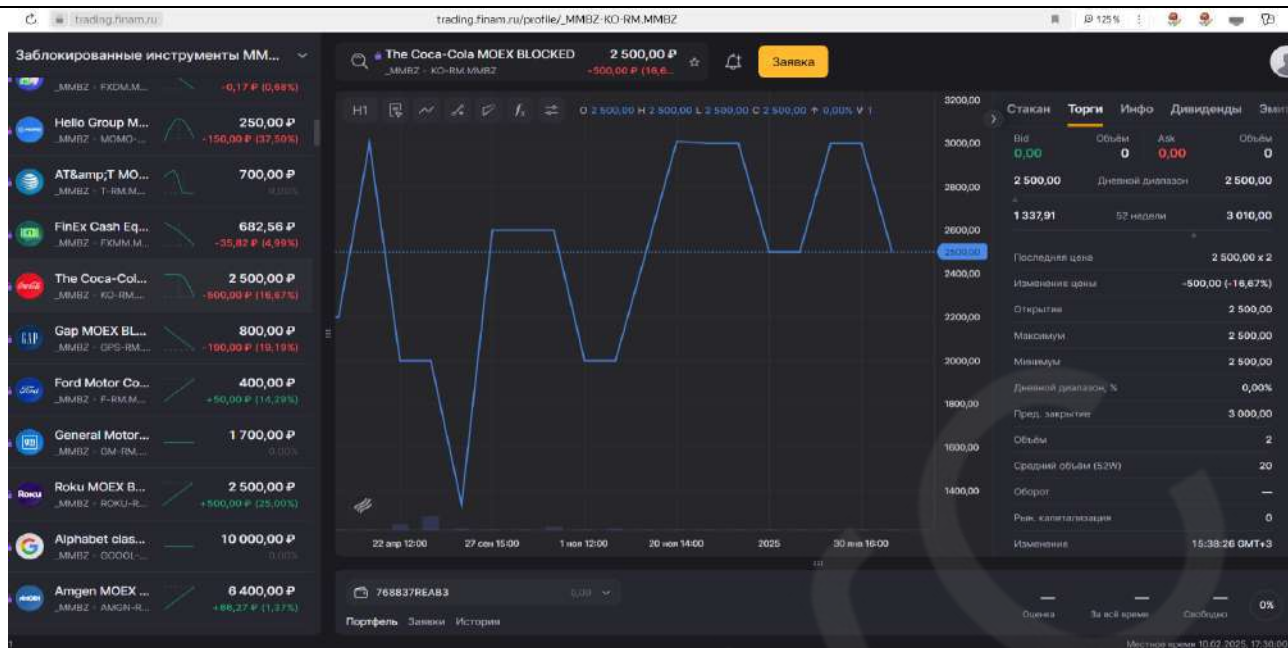 trading.finam.ru
trading.finam.ru/profile/_MMBZ-KO-RM.MMBZ
125 %
Заблокированные инструменты ММ...
_MMBZ - FXDM.M...
-0,17 ₽ (0,68%)
Hello Group M...
250,00 ₽
_MMBZ - MOMO-...
-150,00 ₽ (37,50%)
AT&amp;T MO...
700,00 ₽
_MMBZ - T-RM.M...
0,00%
FinEx Cash Eq...
682,56 ₽
_MMBZ - FXMM.M...
-35,82 ₽ (4,99%)
The Coca-Col...
2 500,00 ₽
_MMBZ - KO-RM....
-500,00 ₽ (16,67%)
Gap MOEX BL...
800,00 ₽
_MMBZ - GPS-RM....
-190,00 ₽ (19,19%)
Ford Motor Co...
400,00 ₽
_MMBZ - F-RM.M...
+50,00 ₽ (14,29%)
General Motor...
1 700,00 ₽
_MMBZ - GM-RM....
0,00%
Roku MOEX B...
2 500,00 ₽
_MMBZ - ROKU-R...
+500,00 ₽ (25,00%)
Alphabet clas...
10 000,00 ₽
_MMBZ - GOOGL-...
0,00%
Amgen MOEX ...
6 400,00 ₽
_MMBZ - AMGN-R...
+86,27 ₽ (1,37%)
The Coca-Cola MOEX BLOCKED
2 500,00 ₽
_MMBZ - KO-RM.MMBZ
-500,00 ₽ (16,6...
Заявка
H1
O 2 500,00 H 2 500,00 L 2 500,00 C 2 500,00 0,00% V 1
3200,00
3000,00
2800,00
2600,00
2500,00
2400,00
2200,00
2000,00
1800,00
1600,00
1400,00
22 апр 12:00
27 сен 15:00
1 ноя 12:00
20 ноя 14:00
2025
30 янв 16:00
Стакан Торги Инфо Дивиденды Эмит
Bid Объём Ask Объём
0,00 0 0,00 0
2 500,00 Дневной диапазон 2 500,00
1 337,91 52 недели 3 010,00
Последняя цена 2 500,00 x 2
Изменение цены -500,00 (-16,67%)
Открытие 2 500,00
Максимум 2 500,00
Минимум 2 500,00
Дневной диапазон, % 0,00%
Пред. закрытие 3 000,00
Объём 2
Средний объём (52W) 20
Оборот —
Рын. капитализация 0
Изменения 15:38:26 GMT+3
768837REAB3
0,00
Портфель Заявки История
— — —
Оценка За всё время Свободно
0%
Местное время 10.02.2025, 17:30:00